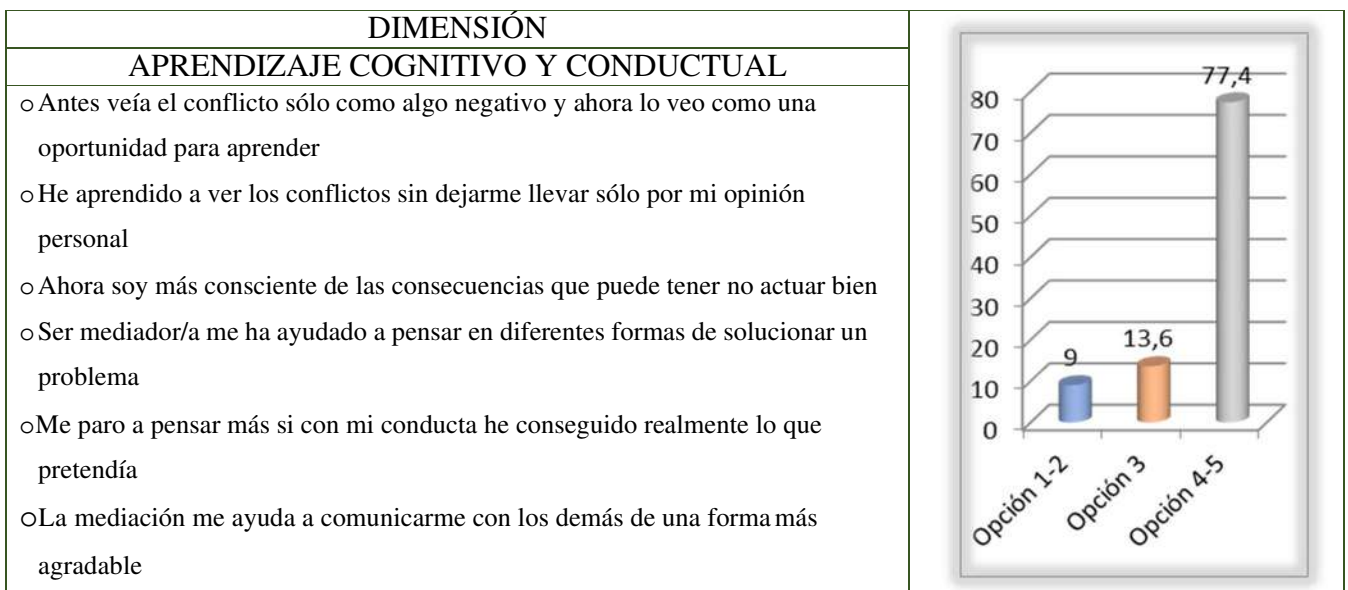 DIMENSIÓN
APRENDIZAJE COGNITIVO Y CONDUCTUAL
o Antes veía el conflicto sólo como algo negativo y ahora lo veo como una
oportunidad para aprender
o He aprendido a ver los conflictos sin dejarme llevar sólo por mi opinión
personal
o Ahora soy más consciente de las consecuencias que puede tener no actuar bien
o Ser mediador/a me ha ayudado a pensar en diferentes formas de solucionar un
problema
o Me paro a pensar más si con mi conducta he conseguido realmente lo que
pretendía
o La mediación me ayuda a comunicarme con los demás de una forma más
agradable
77,4
80
70
60
50
40
30
20
10
0
9
13,6
Opción 1-2
Opción 3
Opción 4-5